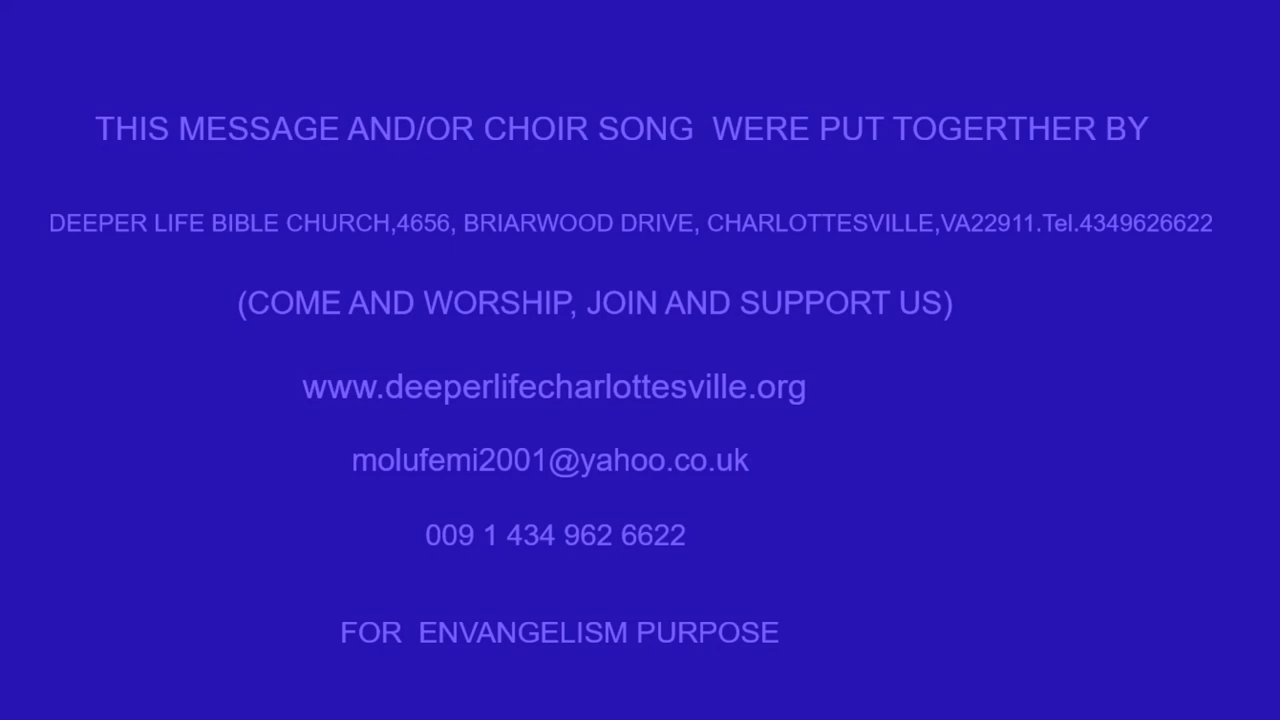 THIS MESSAGE AND/OR CHOIR SONG  WERE PUT TOGERTHER BY
DEEPER LIFE BIBLE CHURCH,4656, BRIARWOOD DRIVE, CHARLOTTESVILLE,VA22911.Tel.4349626622
(COME AND WORSHIP, JOIN AND SUPPORT US)
www.deeperlifecharlottesville.org
molufemi2001@yahoo.co.uk
009 1 434 962 6622
FOR  ENVANGELISM PURPOSE